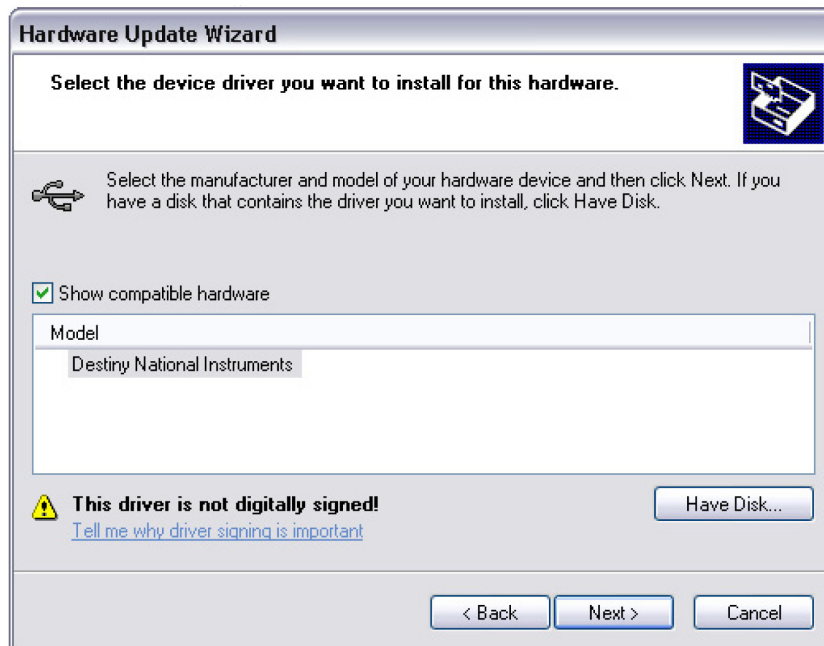 Hardware Update Wizard
Select the device driver you want to install for this hardware.
Select the manufacturer and model of your hardware device and then click Next. If you
have a disk that contains the driver you want to install, click Have Disk.
Show compatible hardware
Model
Destiny National Instruments
This driver is not digitally signed!
Have Disk...
Tell me why driver signing is important
< Back
Next >
Cancel